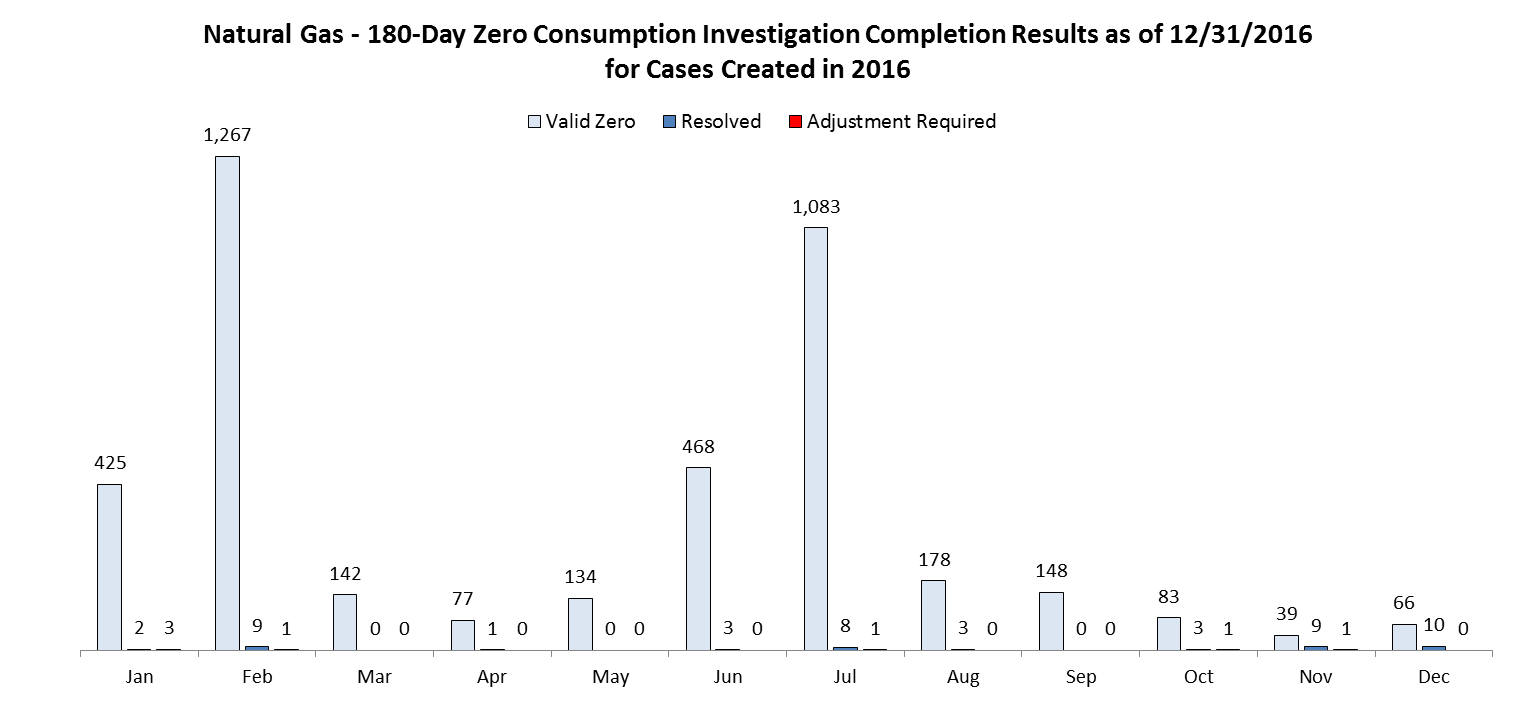 Natural Gas - 180-Day Zero Consumption Investigation Completion Results as of 12/31/2016
for Cases Created in 2016
Valid Zero Resolved Adjustment Required
1,267
1,083
468
425
178
148
142
134
83
77
66
39
2 3 9 1 0 0 1 0 0 0 3 0 8 1 3 0 0 0 3 1 9 1 10 0
Jan Feb Mar Apr May Jun Jul Aug Sep Oct Nov Dec